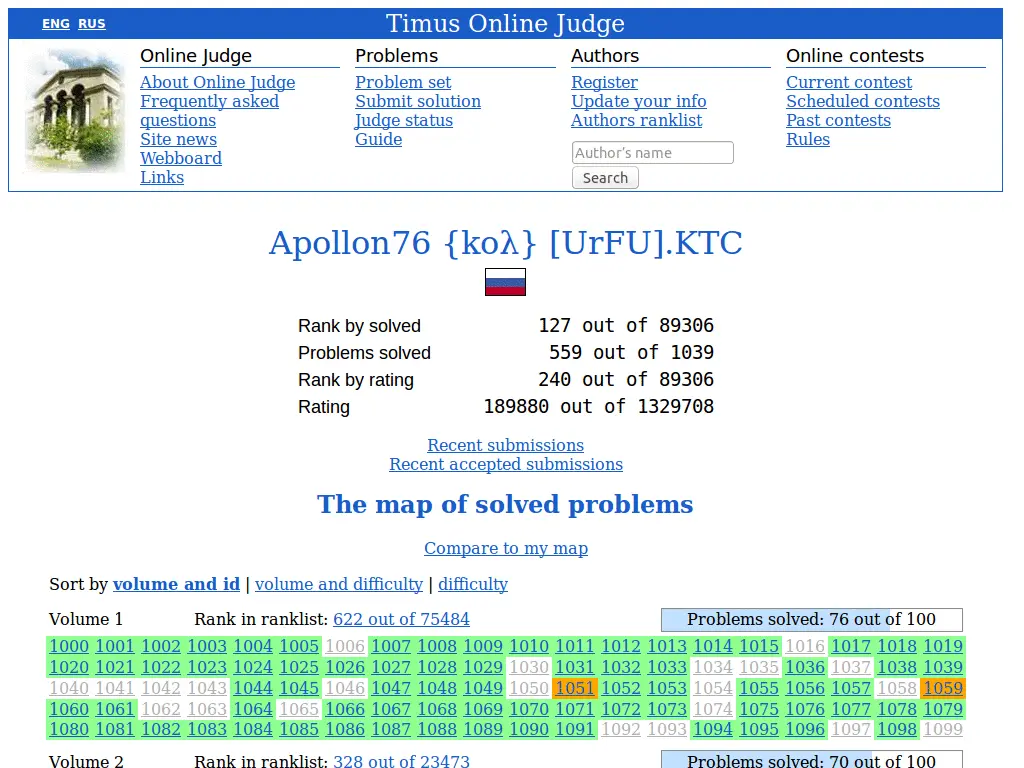 ENG RUS
Timus Online Judge
Online Judge
About Online Judge
Frequently asked
questions
Site news
Webboard
Links
Problems
Problem set
Submit solution
Judge status
Guide
Authors
Register
Update your info
Authors ranklist
Author's name
Search
Online contests
Current contest
Scheduled contests
Past contests
Rules
Apollon76 {koλ} [UrFU].KTC
Rank by solved 127 out of 89306
Problems solved 559 out of 1039
Rank by rating 240 out of 89306
Rating 189880 out of 1329708
Recent submissions
Recent accepted submissions
The map of solved problems
Compare to my map
Sort by volume and id | volume and difficulty | difficulty
Volume 1 Rank in ranklist: 622 out of 75484 Problems solved: 76 out of 100
1000 1001 1002 1003 1004 1005 1006 1007 1008 1009 1010 1011 1012 1013 1014 1015 1016 1017 1018 1019
1020 1021 1022 1023 1024 1025 1026 1027 1028 1029 1030 1031 1032 1033 1034 1035 1036 1037 1038 1039
1040 1041 1042 1043 1044 1045 1046 1047 1048 1049 1050 1051 1052 1053 1054 1055 1056 1057 1058 1059
1060 1061 1062 1063 1064 1065 1066 1067 1068 1069 1070 1071 1072 1073 1074 1075 1076 1077 1078 1079
1080 1081 1082 1083 1084 1085 1086 1087 1088 1089 1090 1091 1092 1093 1094 1095 1096 1097 1098 1099
Volume 2 Rank in ranklist: 328 out of 23473 Problems solved: 70 out of 100